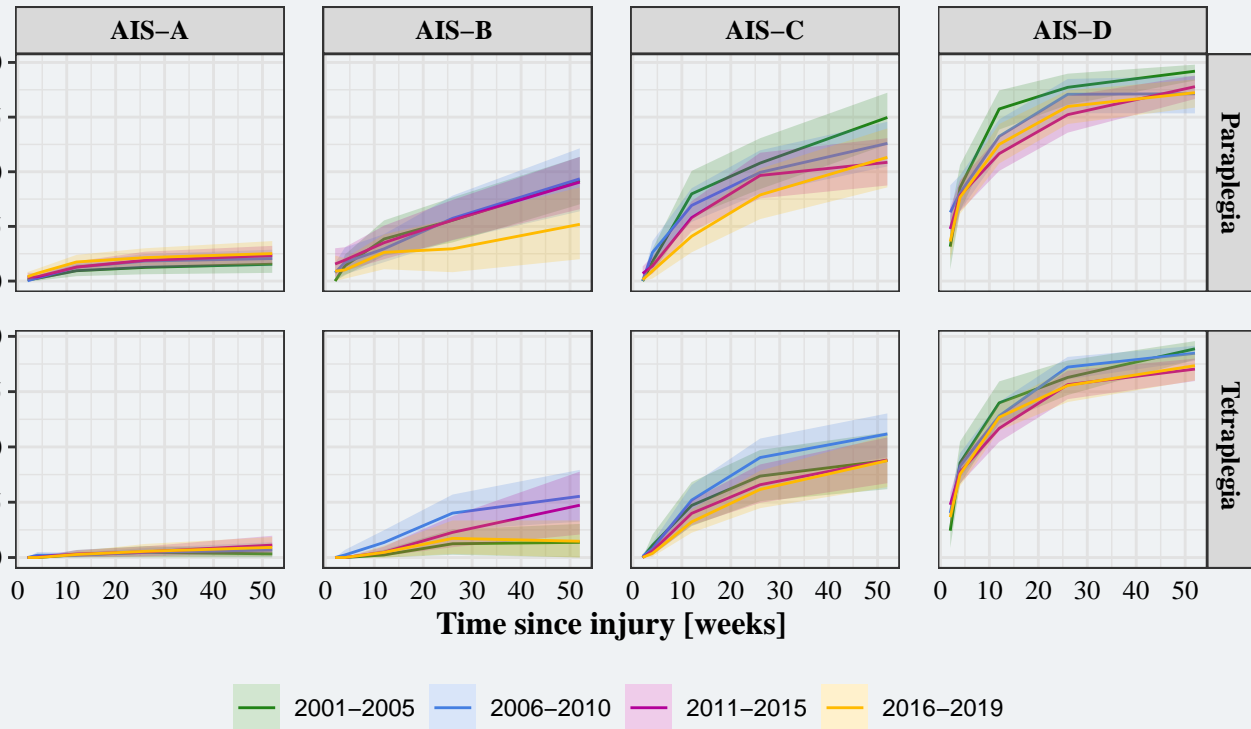 AIS−A AIS−B AIS−C AIS−D
Paraplegia
Tetraplegia
0 10 20 30 40 50 0 10 20 30 40 50 0 10 20 30 40 50 0 10 20 30 40 50
Time since injury [weeks]
2001−2005 2006−2010 2011−2015 2016−2019